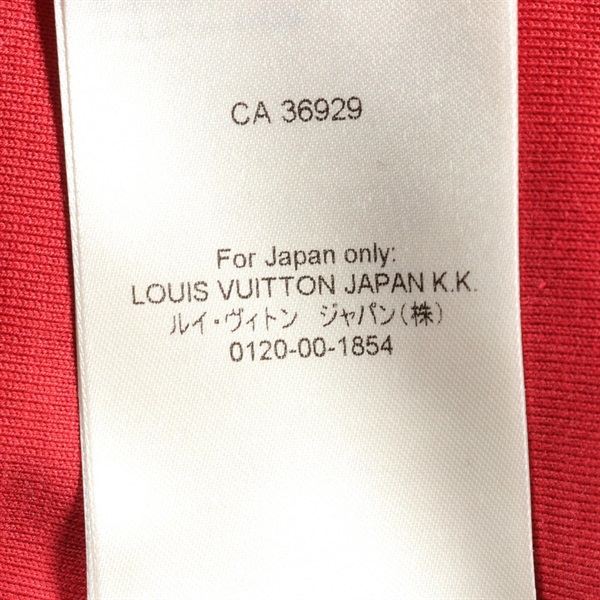 CA 36929
For Japan only:
LOUIS VUITTON JAPAN K.K.
ルイ・ヴィトン　ジャパン(株)
0120-00-1854